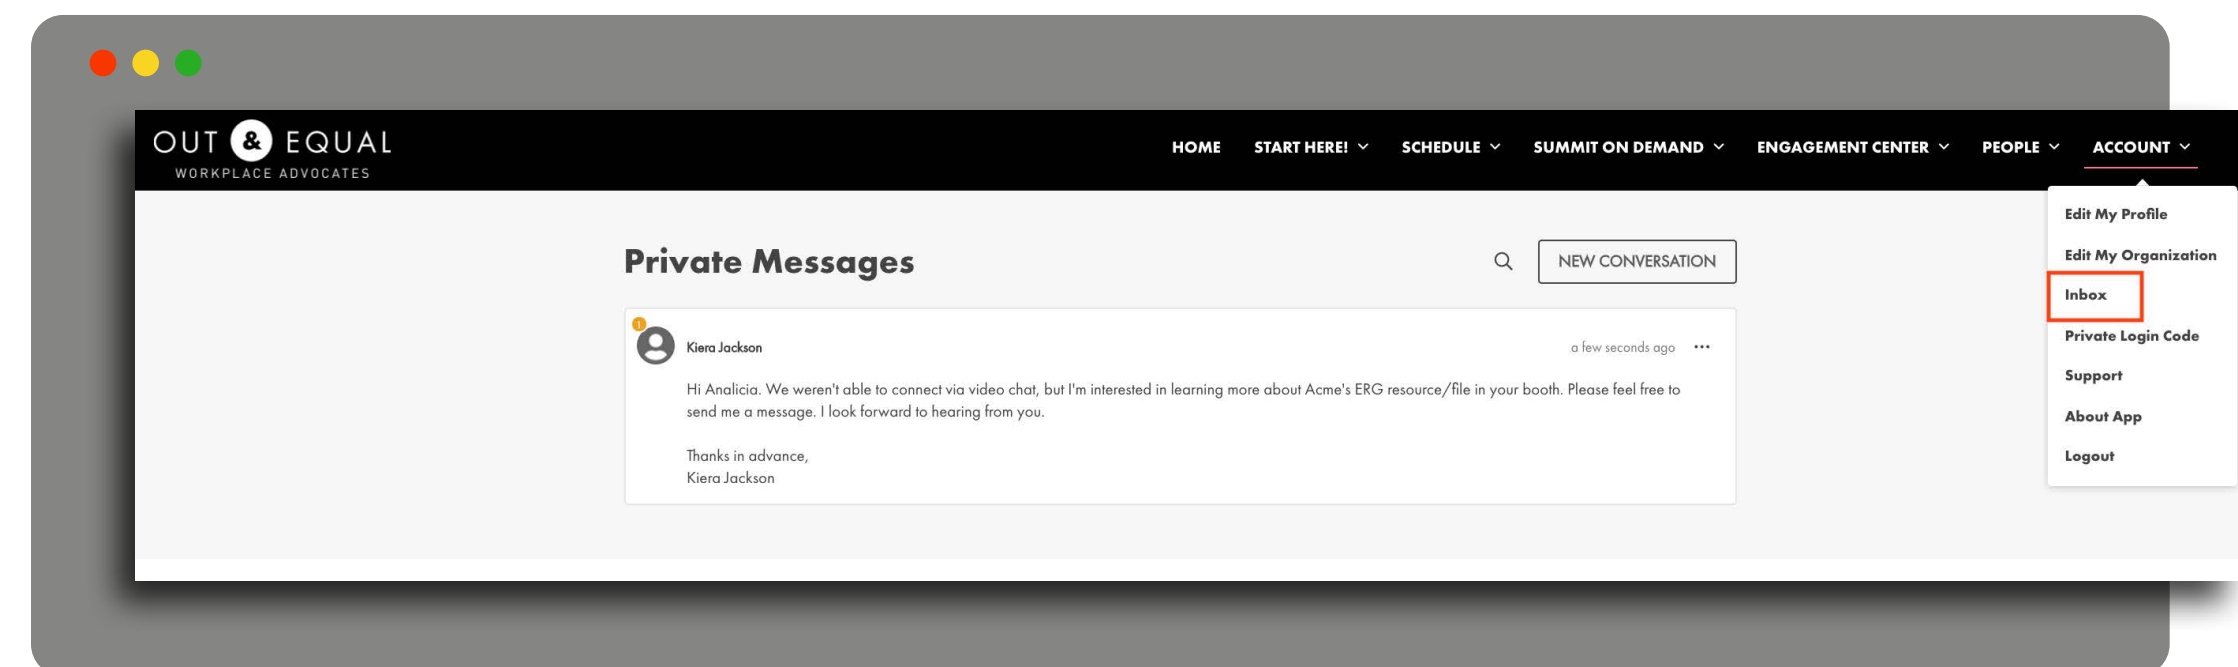 OUT & EQUAL
WORKPLACE ADVOCATES
HOME START HERE! SCHEDULE SUMMIT ON DEMAND ENGAGEMENT CENTER PEOPLE ACCOUNT
Edit My Profile
Edit My Organization
Inbox
Private Login Code
Support
About App
Logout
Private Messages
NEW CONVERSATION
1
Kiera Jackson a few seconds ago ...
Hi Analicia. We weren't able to connect via video chat, but I'm interested in learning more about Acme's ERG resource/file in your booth. Please feel free to
send me a message. I look forward to hearing from you.
Thanks in advance,
Kiera Jackson